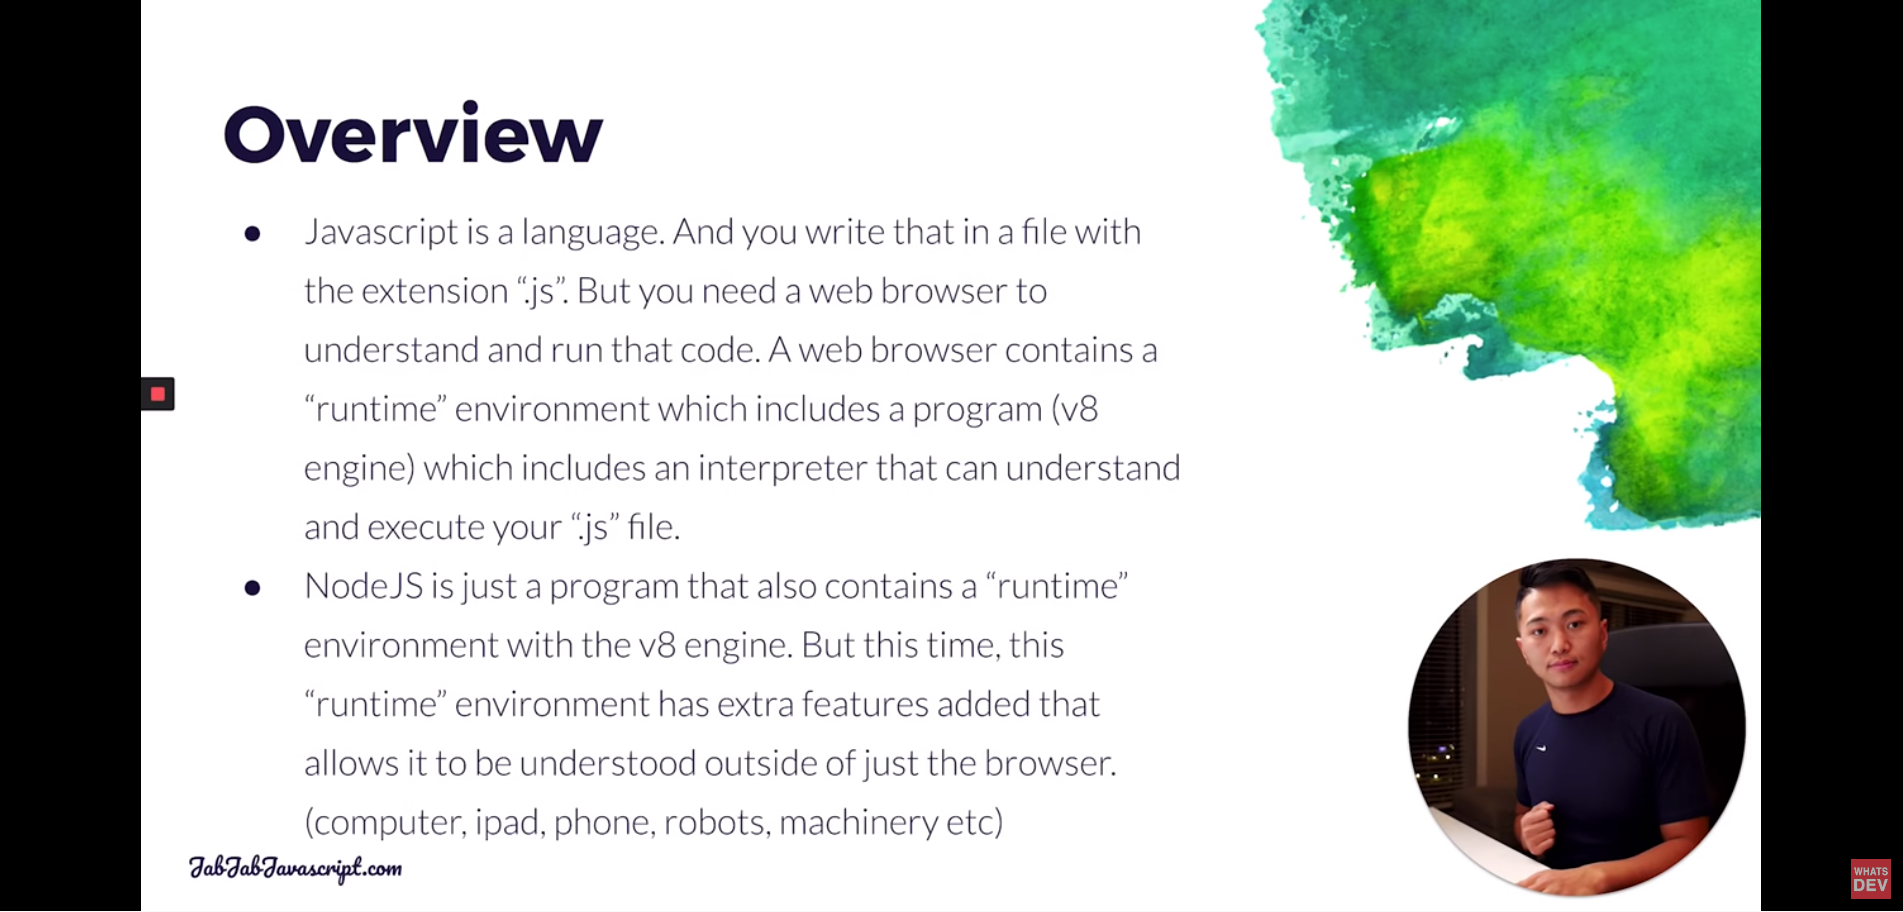 Overview
● Javascript is a language. And you write that in a file with
the extension “.js”. But you need a web browser to
understand and run that code. A web browser contains a
“runtime” environment which includes a program (v8
engine) which includes an interpreter that can understand
and execute your “.js” file.
● NodeJS is just a program that also contains a “runtime”
environment with the v8 engine. But this time, this
“runtime” environment has extra features added that
allows it to be understood outside of just the browser.
(computer, ipad, phone, robots, machinery etc)
JabJabJavascript.com
WHATS
DEV